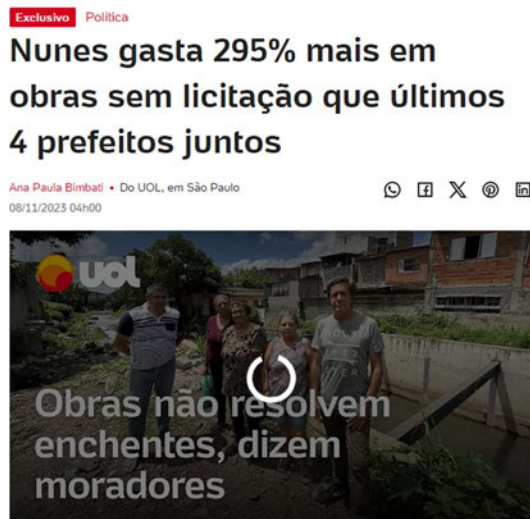 Exclusivo Política
Nunes gasta 295% mais em
obras sem licitação que últimos
4 prefeitos juntos
Ana Paula Bimbati • Do UOL, em São Paulo
08/11/2023 04h00
uol
Obras não resolvem
enchentes, dizem
moradores